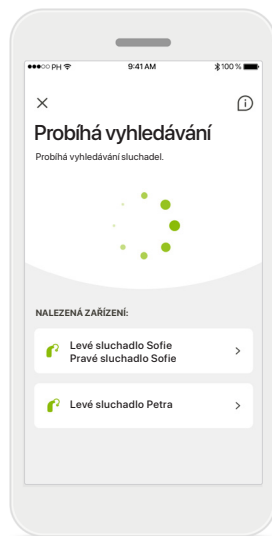 ●●●○○ PH 9:41 AM 100 %
Probíhá vyhledávání
Probíhá vyhledávání sluchadel.
NALEZENÁ ZAŘÍZENÍ:
Levé sluchadlo Sofie
Pravé sluchadlo Sofie
Levé sluchadlo Petra